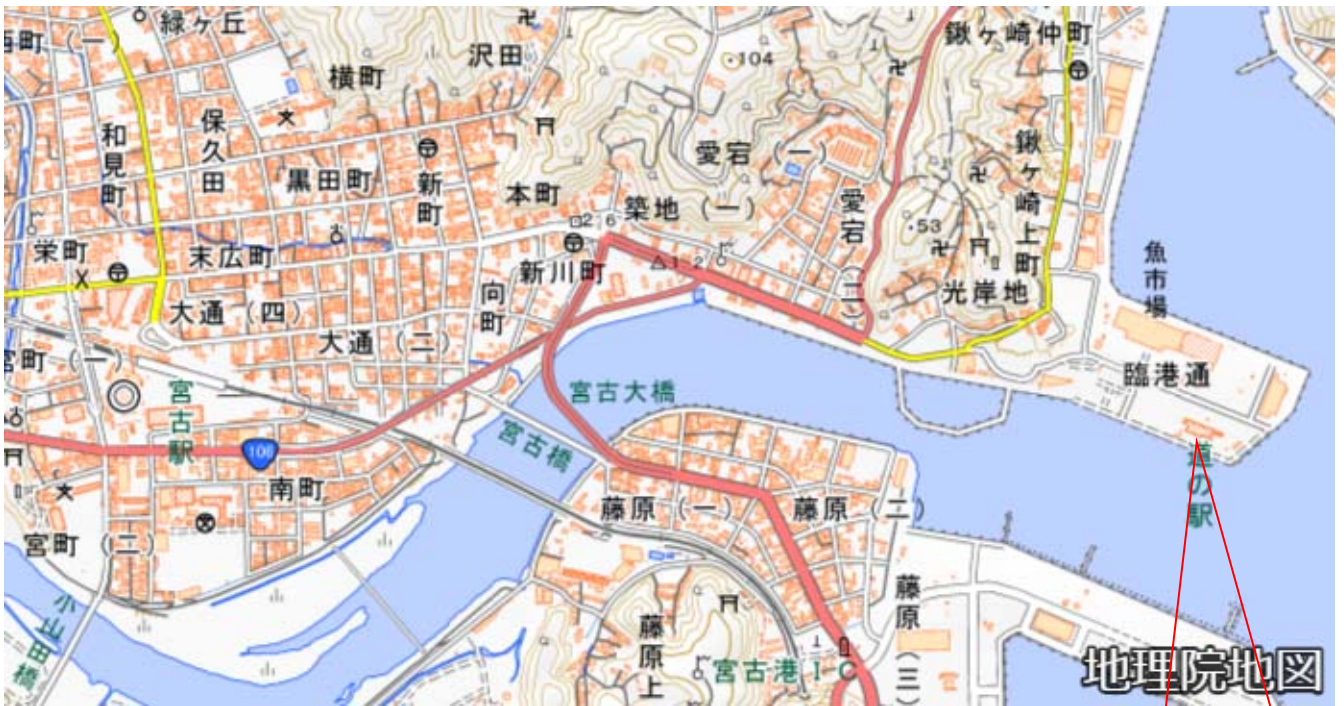 緑ヶ丘
沢田
横町
鍬ヶ崎仲町
104
和見町
保久田
黒田町
新町
本町
愛宕(一)
築地(一)
愛宕(二)
鍬ヶ崎上町
53
2.6
1.2
栄町
末広町
新川町
向町
光岸地
魚市場
大通(四)
大通(二)
臨港通
宮町(一)
宮古駅
宮古大橋
宮古橋
106
南町
道の駅
藤原(一)
藤原(二)
宮町(二)
小山田橋
藤原上
藤原(三)
宮古港IC
地理院地図